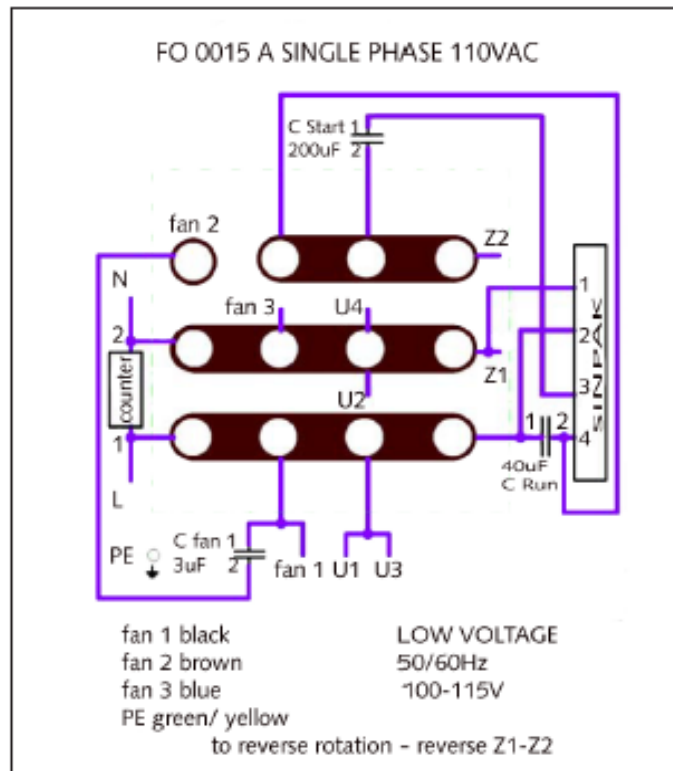 FO 0015 A SINGLE PHASE 110VAC
C Start 1
200uF 2
fan 2
Z2
N
fan 3
U4
1
2
2
counter
Z1
SINPAK
U2
3
1
1 2
4
L
40uF
C Run
PE
C fan 1
3uF 2
fan 1 U1 U3
fan 1 black
LOW VOLTAGE
fan 2 brown
50/60Hz
fan 3 blue
100-115V
PE green/ yellow
to reverse rotation - reverse Z1-Z2